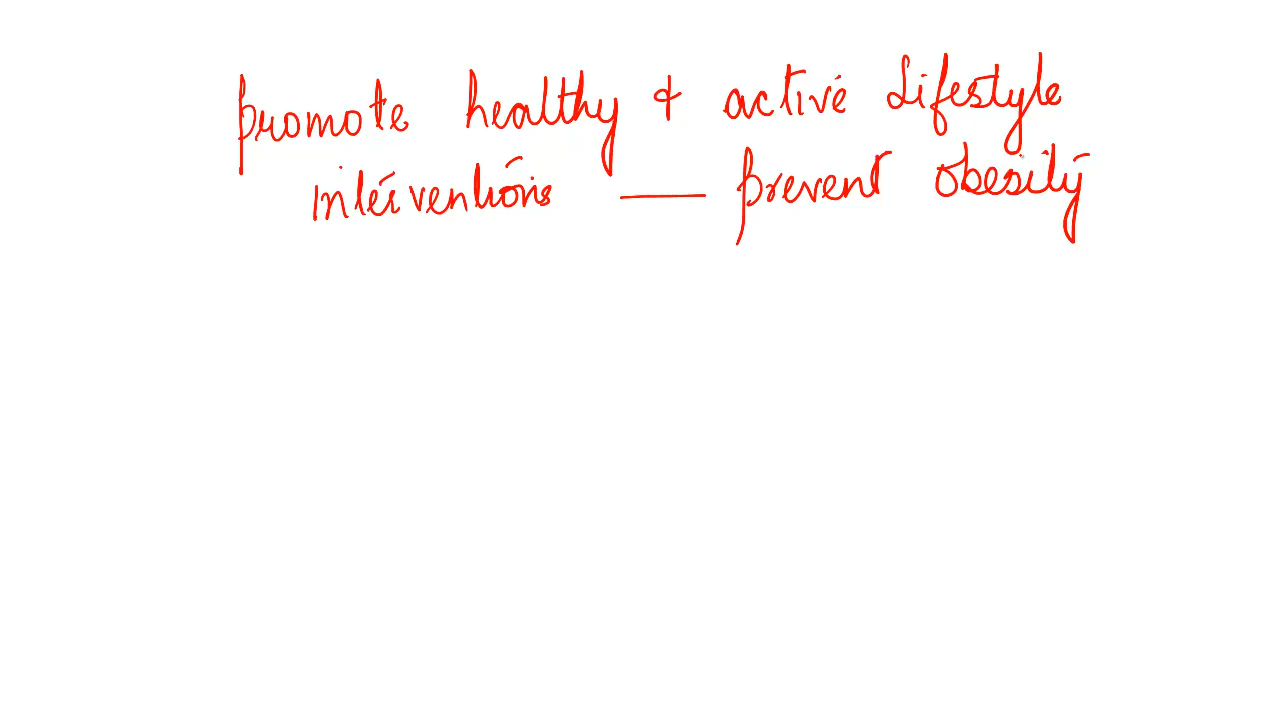 promote healthy & active Lifestyle
interventions — prevent obesity